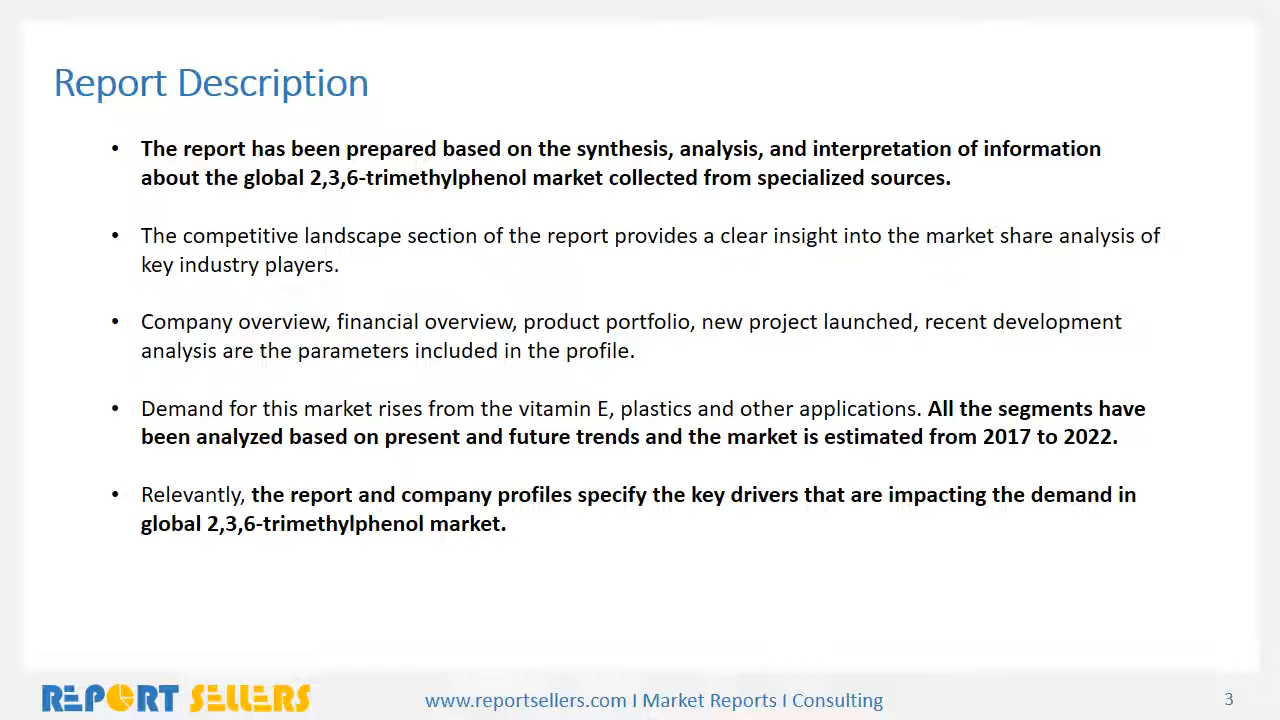 Report Description
• The report has been prepared based on the synthesis, analysis, and interpretation of information
about the global 2,3,6-trimethylphenol market collected from specialized sources.
• The competitive landscape section of the report provides a clear insight into the market share analysis of
key industry players.
• Company overview, financial overview, product portfolio, new project launched, recent development
analysis are the parameters included in the profile.
• Demand for this market rises from the vitamin E, plastics and other applications. All the segments have
been analyzed based on present and future trends and the market is estimated from 2017 to 2022.
• Relevantly, the report and company profiles specify the key drivers that are impacting the demand in
global 2,3,6-trimethylphenol market.
REPORT SELLERS
www.reportsellers.com I Market Reports I Consulting
3